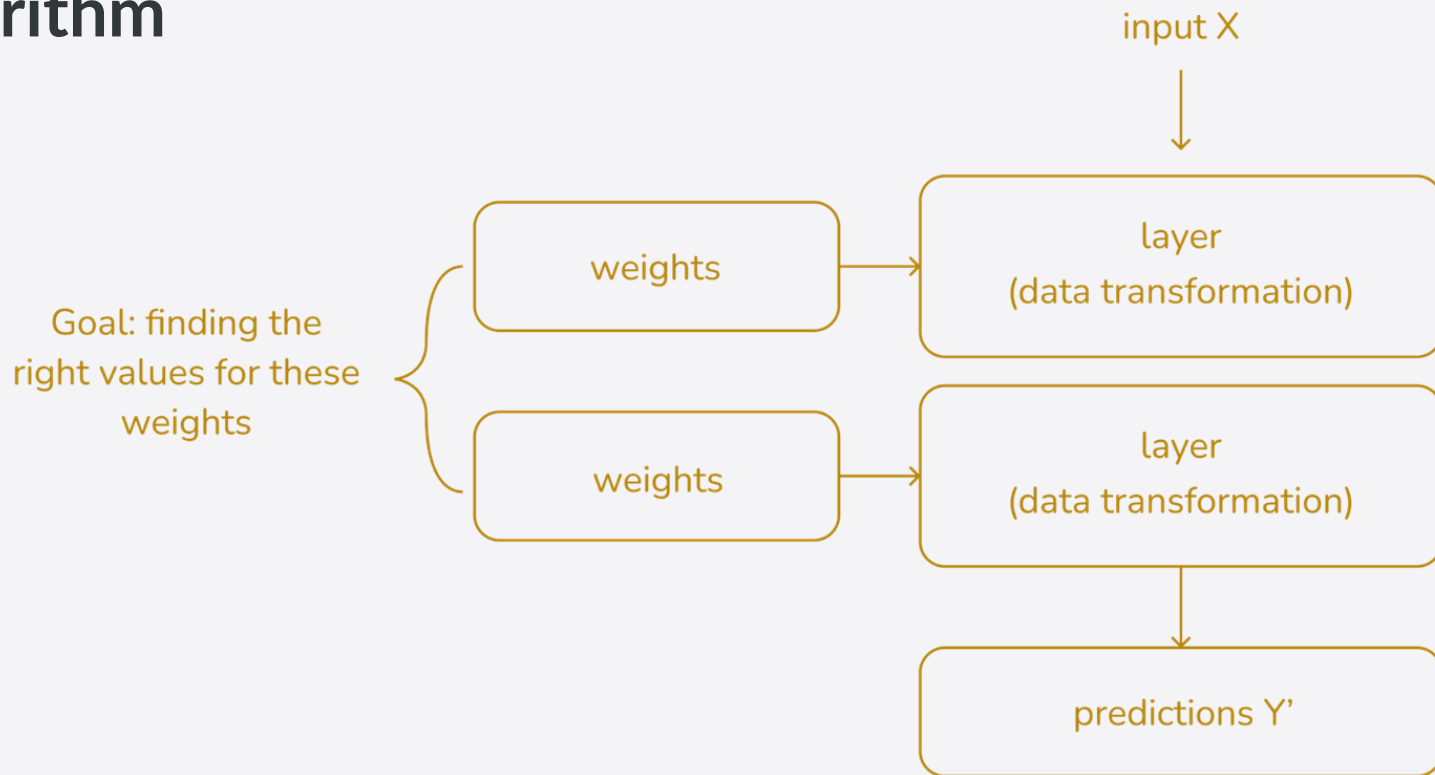 rithm
input X
weights
layer
(data transformation)
Goal: finding the
right values for these
weights
weights
layer
(data transformation)
predictions Y’